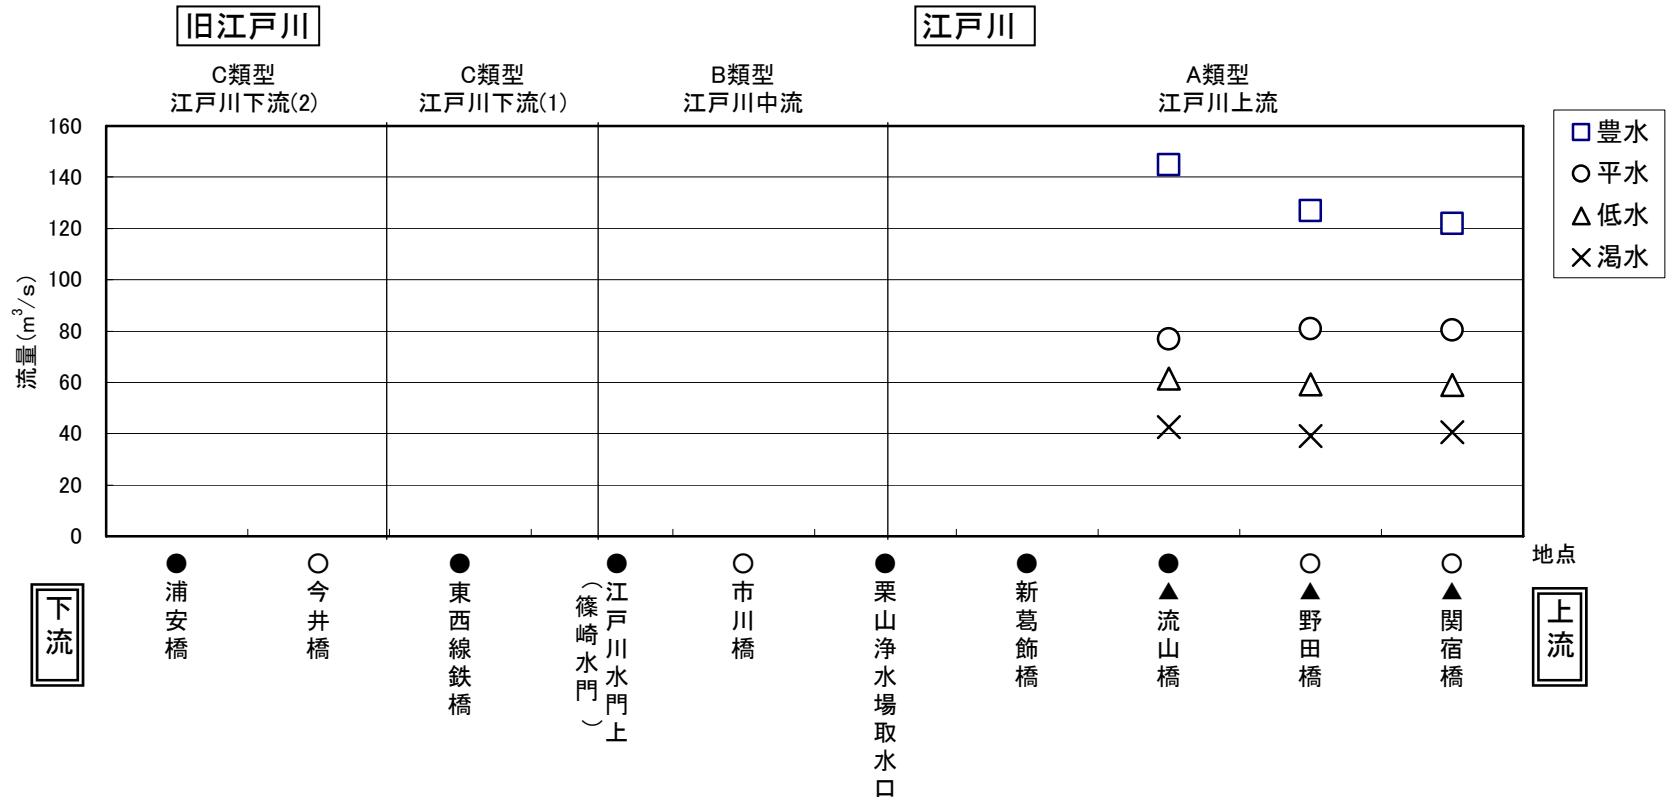 旧江戸川
江戸川
C類型
江戸川下流(2)
C類型
江戸川下流(1)
B類型
江戸川中流
A類型
江戸川上流
160
140
120
100
80
60
40
20
0
流量(m³/s)
豊水
平水
低水
渇水
地点
下流
浦安橋
今井橋
東西線鉄橋
江戸川水門上
(篠崎水門)
市川橋
栗山浄水場取水口
新葛飾橋
流山橋
野田橋
関宿橋
上流